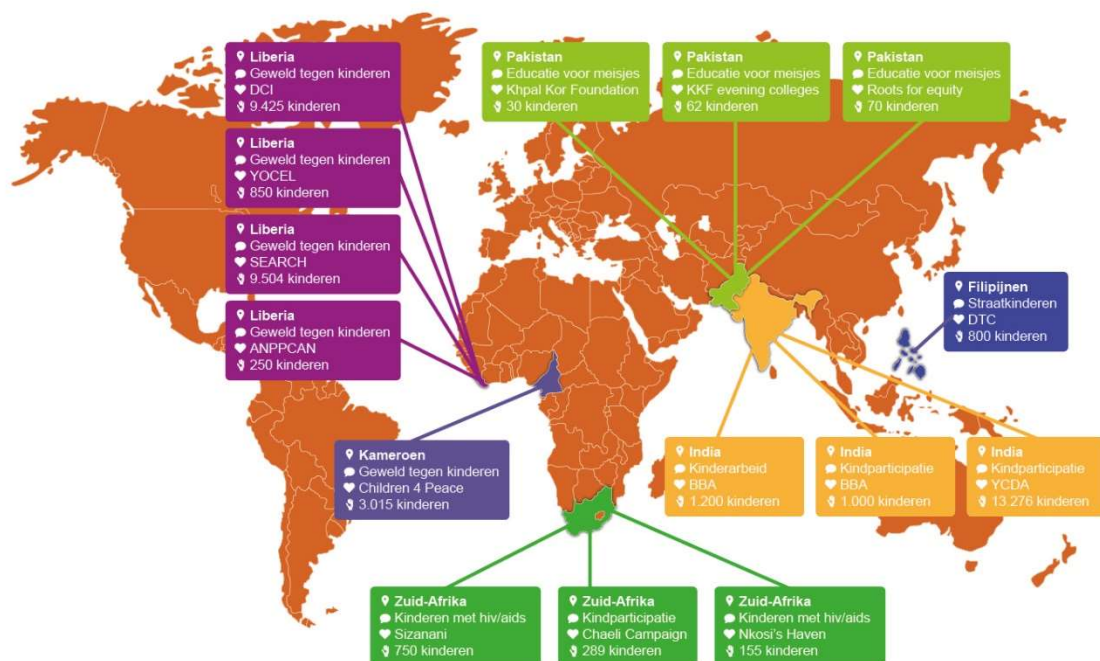 Liberia
Geweld tegen kinderen
DCI
9.425 kinderen
Liberia
Geweld tegen kinderen
YOCEL
850 kinderen
Liberia
Geweld tegen kinderen
SEARCH
9.504 kinderen
Liberia
Geweld tegen kinderen
ANPPCAN
250 kinderen
Pakistan
Educatie voor meisjes
Khpal Kor Foundation
30 kinderen
Pakistan
Educatie voor meisjes
KKF evening colleges
62 kinderen
Pakistan
Educatie voor meisjes
Roots for equity
70 kinderen
Filipijnen
Straatkinderen
DTC
800 kinderen
Kameroen
Geweld tegen kinderen
Children 4 Peace
3.015 kinderen
India
Kinderarbeid
BBA
1.200 kinderen
India
Kindparticipatie
BBA
1.000 kinderen
India
Kindparticipatie
YCDA
13.276 kinderen
Zuid-Afrika
Kinderen met hiv/aids
Sizanani
750 kinderen
Zuid-Afrika
Kindparticipatie
Chaeli Campaign
289 kinderen
Zuid-Afrika
Kinderen met hiv/aids
Nkosi's Haven
155 kinderen